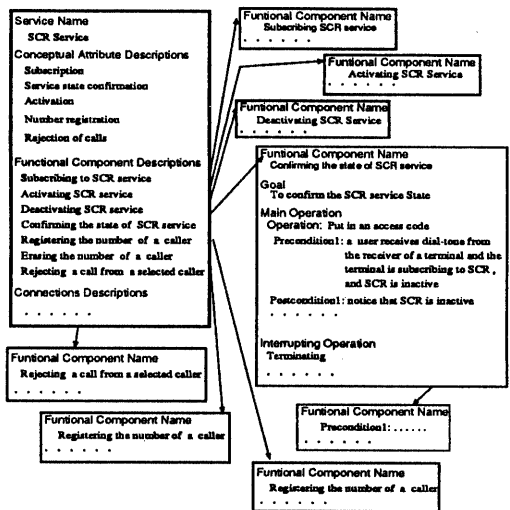 Service Name
SCR Service
Conceptual Attribute Descriptions
Subscription
Service state confirmation
Activation
Number registration
Rejection of calls
Functional Component Descriptions
Subscribing to SCR service
Activating SCR service
Deactivating SCR service
Confirming the state of SCR service
Registering the number of a caller
Erasing the number of a caller
Rejecting a call from a selected caller
Connections Descriptions
. . . . . .
Funtional Component Name
Subscribing SCR service
. . . . . .
Funtional Component Name
Activating SCR Service
. . . . . .
Funtional Component Name
Deactivating SCR Service
. . . . . .
Funtional Component Name
Confirming the state of SCR service
Goal
To confirm the SCR service State
Main Operation
Operation: Put in an access code
Precondition1: a user receives dial-tone from
the receiver of a terminal and the
terminal is subscribing to SCR,
and SCR is inactive
Postcondition1: notice that SCR is inactive
. . . . . .
Interrupting Operation
Terminating
. . . . . .
Funtional Component Name
Rejecting a call from a selected caller
. . . . . .
Funtional Component Name
Registering the number of a caller
. . . . . .
Funtional Component Name
Precondition1: . . . . . .
. . . . . .
Funtional Component Name
Registering the number of a caller
. . . . . .